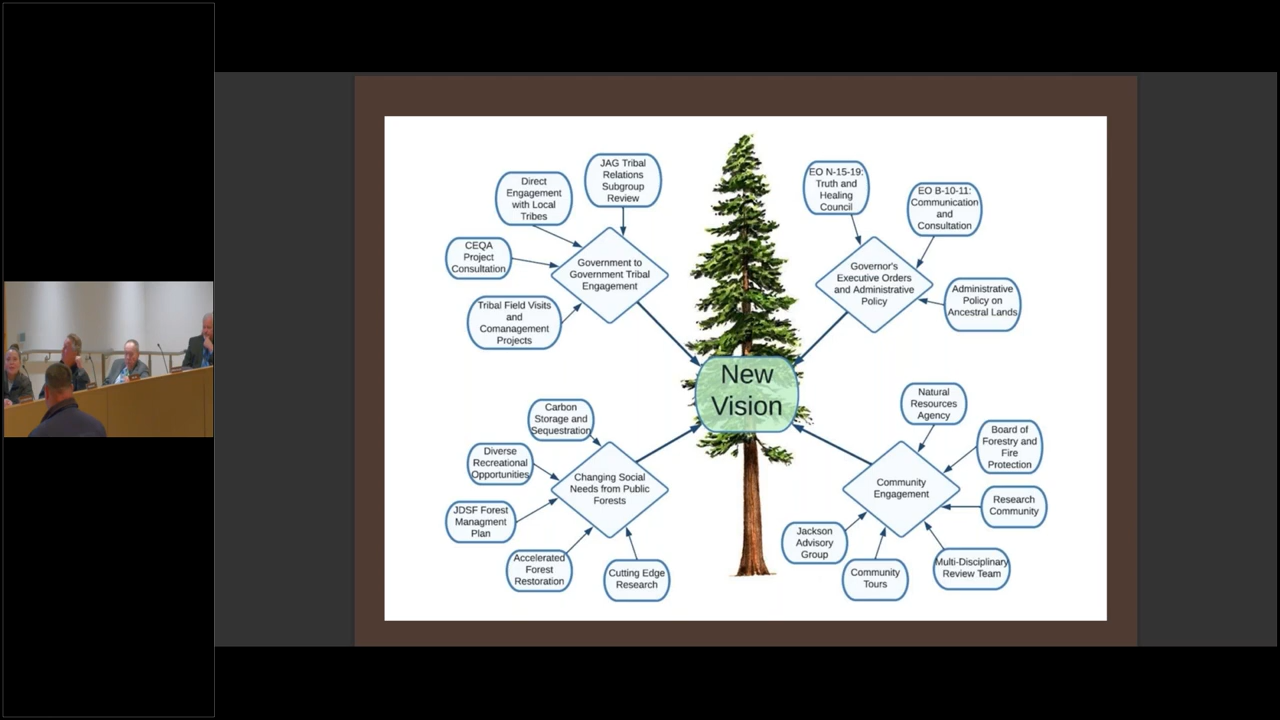 JAG Tribal
Relations
Subgroup
Review
Direct
Engagement
with Local
Tribes
CEQA
Project
Consultation
Tribal Field Visits
and
Comanagement
Projects
Government to
Government Tribal
Engagement
EO N-15-19:
Truth and
Healing
Council
EO B-10-11:
Communication
and
Consultation
Administrative
Policy on
Ancestral Lands
Governor's
Executive Orders
and Administrative
Policy
New
Vision
Carbon
Storage and
Sequestration
Diverse
Recreational
Opportunities
JDSF Forest
Managment
Plan
Accelerated
Forest
Restoration
Cutting Edge
Research
Changing Social
Needs from Public
Forests
Natural
Resources
Agency
Board of
Forestry and
Fire
Protection
Research
Community
Multi-Disciplinary
Review Team
Community
Tours
Jackson
Advisory
Group
Community
Engagement